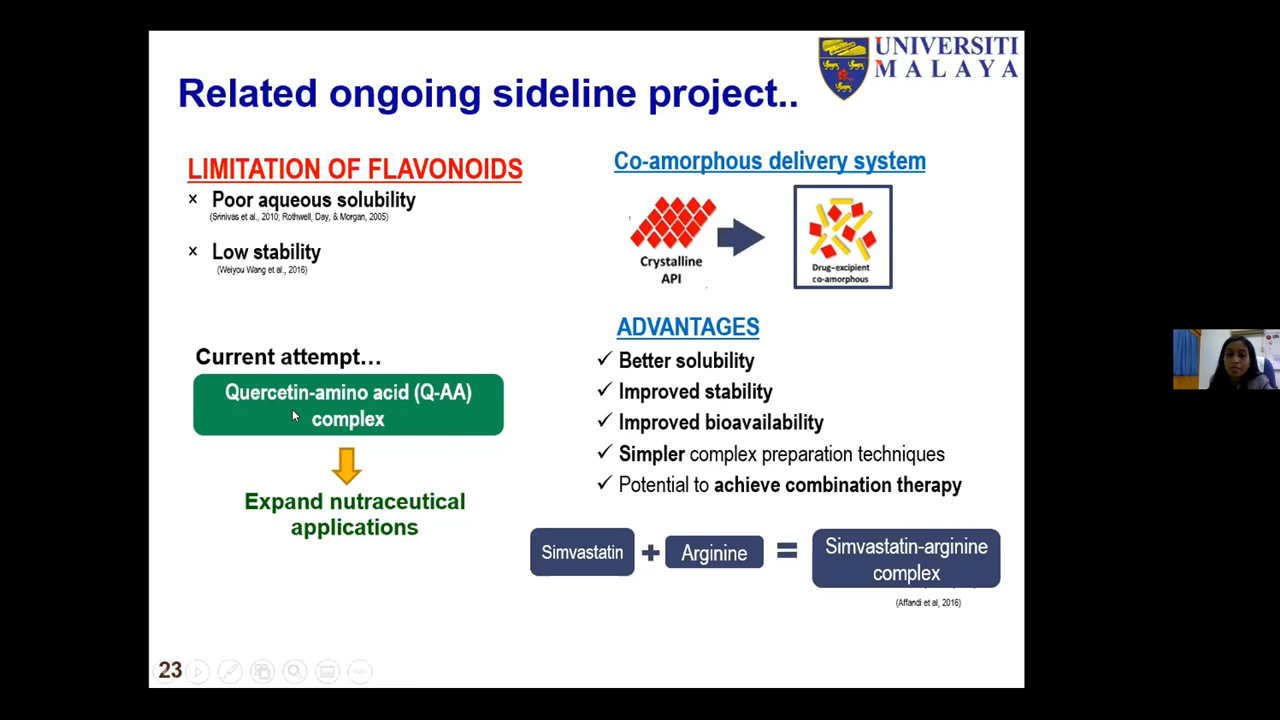 UNIVERSITI
MALAYA
Related ongoing sideline project..
LIMITATION OF FLAVONOIDS
× Poor aqueous solubility
(Srinivas et al., 2010; Rothwell, Day, & Morgan, 2005)
× Low stability
(Weiyou Wang et al., 2016)
Current attempt…
Quercetin-amino acid (Q-AA)
complex
Expand nutraceutical
applications
Co-amorphous delivery system
Crystalline
API
Drug–excipient
co-amorphous
ADVANTAGES
✓ Better solubility
✓ Improved stability
✓ Improved bioavailability
✓ Simpler complex preparation techniques
✓ Potential to achieve combination therapy
Simvastatin + Arginine = Simvastatin-arginine
complex
(Affandi et al, 2016)
23